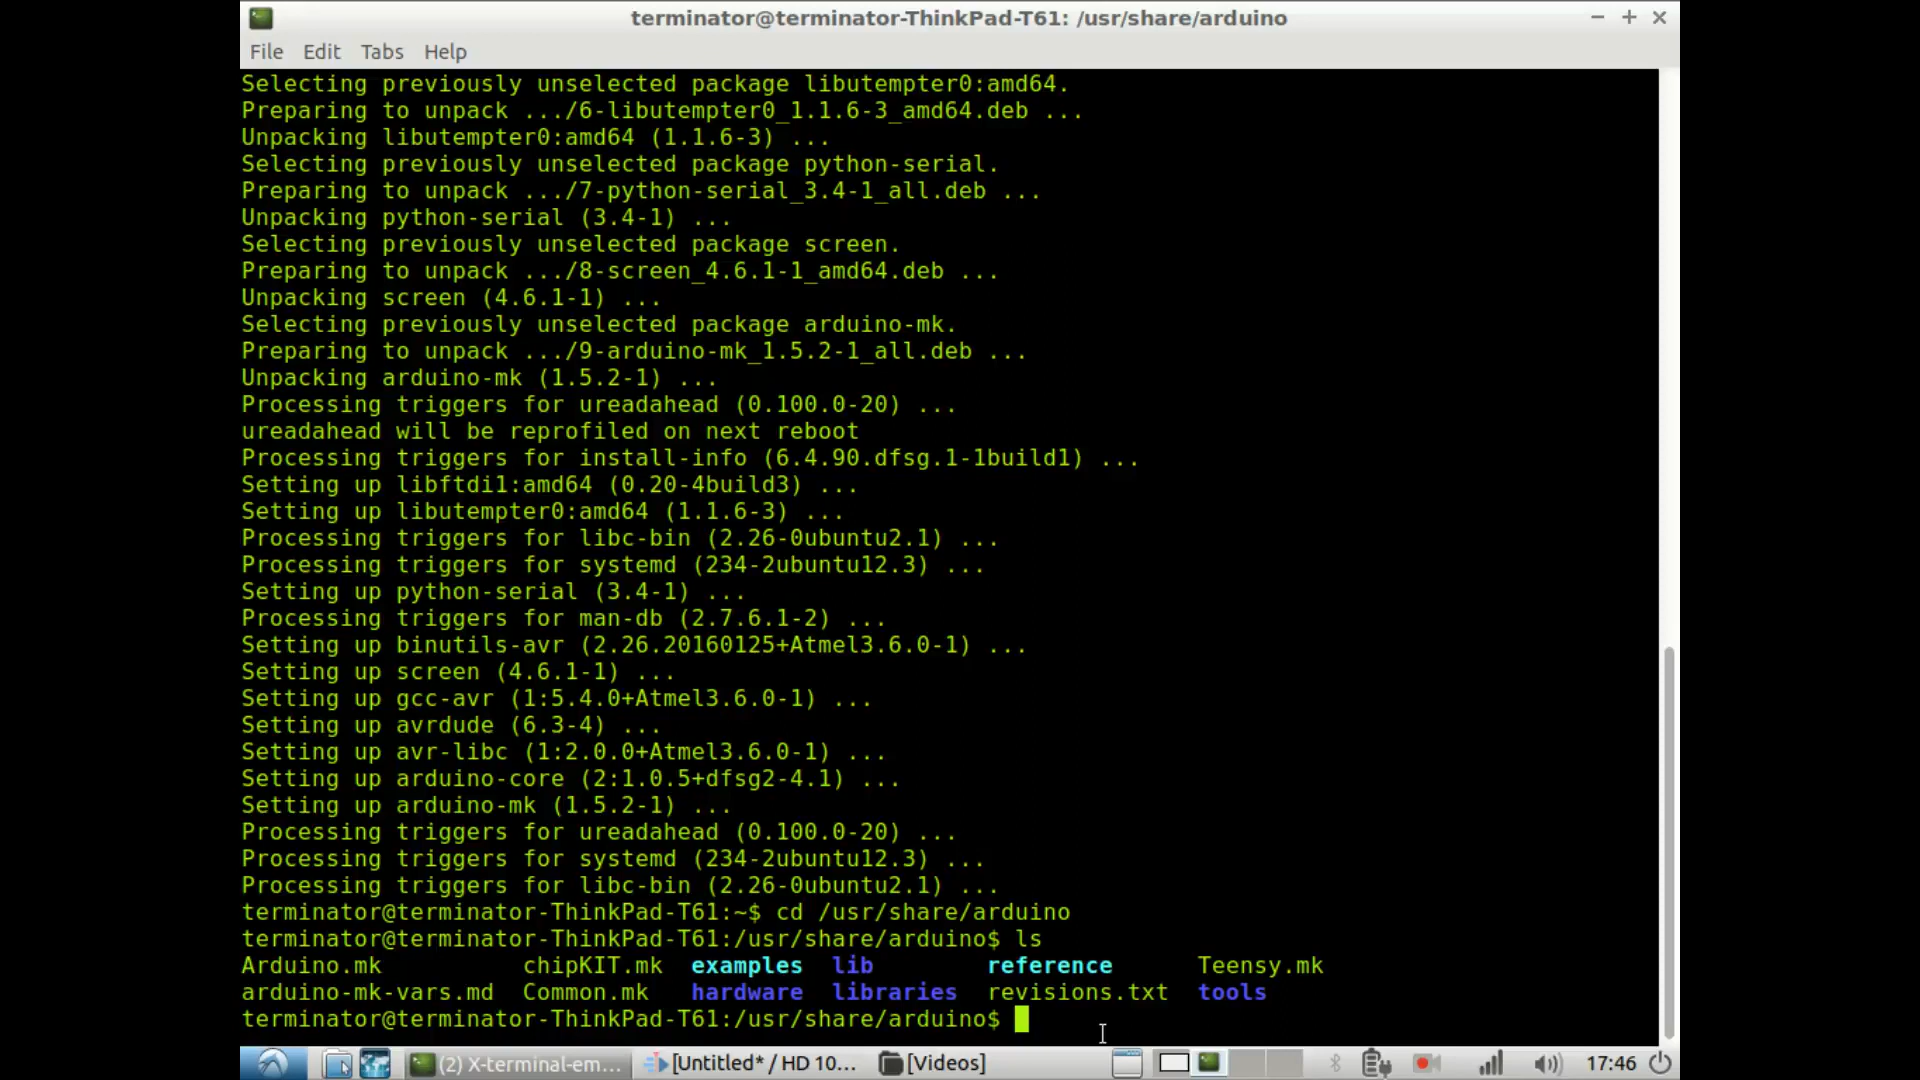 terminator@terminator-ThinkPad-T61: /usr/share/arduino
File Edit Tabs Help
Selecting previously unselected package libutempter0:amd64.
Preparing to unpack .../6-libutempter0_1.1.6-3_amd64.deb ...
Unpacking libutempter0:amd64 (1.1.6-3) ...
Selecting previously unselected package python-serial.
Preparing to unpack .../7-python-serial_3.4-1_all.deb ...
Unpacking python-serial (3.4-1) ...
Selecting previously unselected package screen.
Preparing to unpack .../8-screen_4.6.1-1_amd64.deb ...
Unpacking screen (4.6.1-1) ...
Selecting previously unselected package arduino-mk.
Preparing to unpack .../9-arduino-mk_1.5.2-1_all.deb ...
Unpacking arduino-mk (1.5.2-1) ...
Processing triggers for ureadahead (0.100.0-20) ...
ureadahead will be reprofiled on next reboot
Processing triggers for install-info (6.4.90.dfsg.1-1build1) ...
Setting up libftdi1:amd64 (0.20-4build3) ...
Setting up libutempter0:amd64 (1.1.6-3) ...
Processing triggers for libc-bin (2.26-0ubuntu2.1) ...
Processing triggers for systemd (234-2ubuntu12.3) ...
Setting up python-serial (3.4-1) ...
Processing triggers for man-db (2.7.6.1-2) ...
Setting up binutils-avr (2.26.20160125+Atmel3.6.0-1) ...
Setting up screen (4.6.1-1) ...
Setting up gcc-avr (1:5.4.0+Atmel3.6.0-1) ...
Setting up avrdude (6.3-4) ...
Setting up avr-libc (1:2.0.0+Atmel3.6.0-1) ...
Setting up arduino-core (2:1.0.5+dfsg2-4.1) ...
Setting up arduino-mk (1.5.2-1) ...
Processing triggers for ureadahead (0.100.0-20) ...
Processing triggers for systemd (234-2ubuntu12.3) ...
Processing triggers for libc-bin (2.26-0ubuntu2.1) ...
terminator@terminator-ThinkPad-T61:~$ cd /usr/share/arduino
terminator@terminator-ThinkPad-T61:/usr/share/arduino$ ls
Arduino.mk chipKIT.mk examples lib reference Teensy.mk
arduino-mk-vars.md Common.mk hardware libraries revisions.txt tools
terminator@terminator-ThinkPad-T61:/usr/share/arduino$
(2) X-terminal-em... [Untitled* / HD 10... [Videos] 17:46